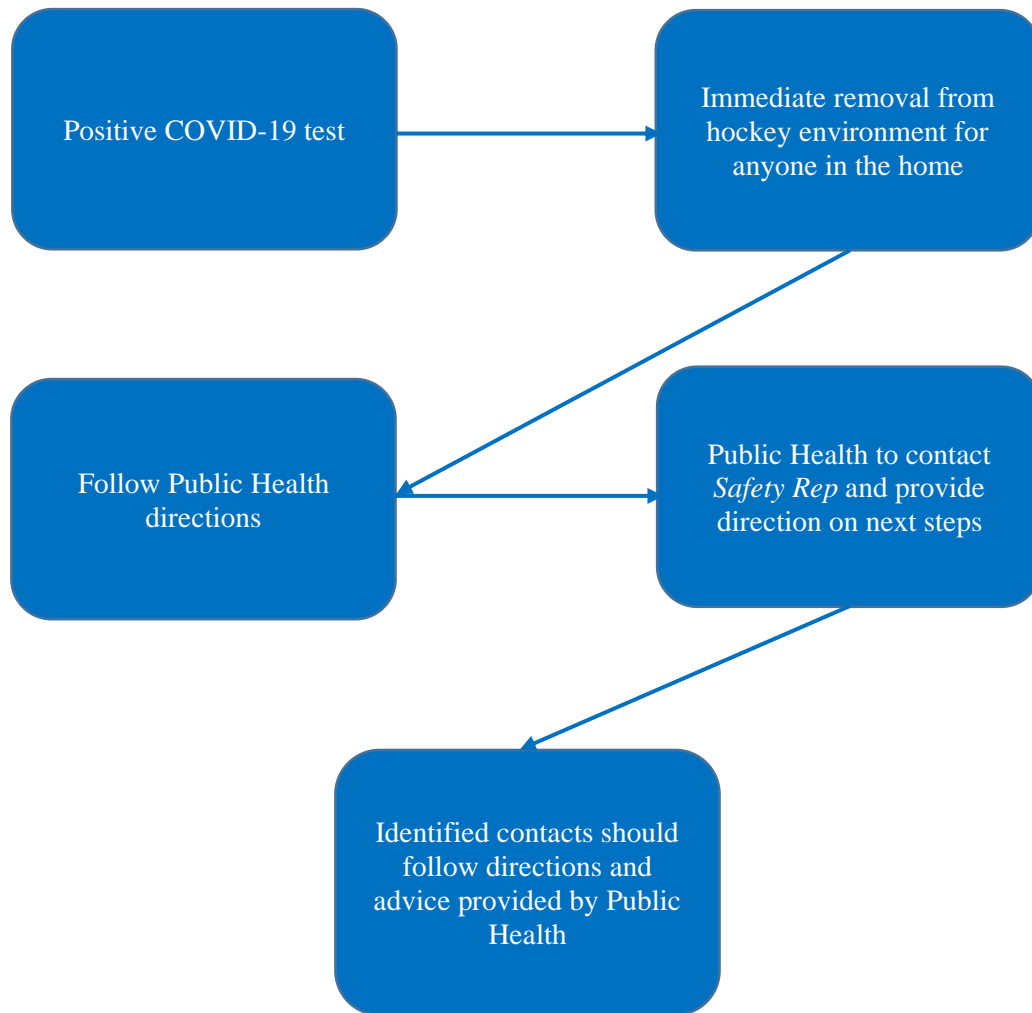 Positive COVID-19 test
Immediate removal from
hockey environment for
anyone in the home
Follow Public Health
directions
Public Health to contact
Safety Rep and provide
direction on next steps
Identified contacts should
follow directions and
advice provided by Public
Health